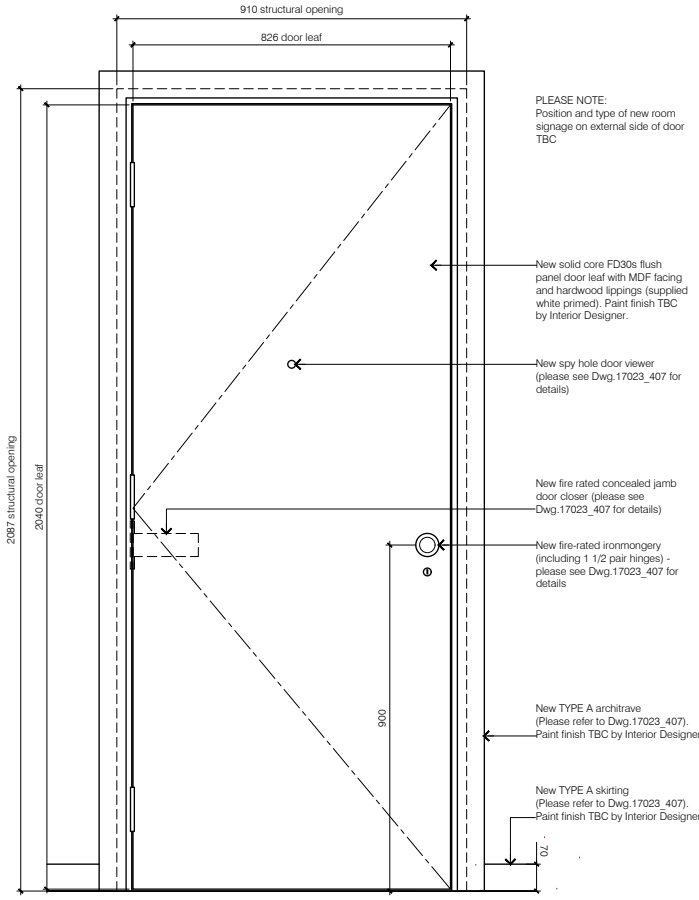 910 structural opening
826 door leaf
PLEASE NOTE:
Position and type of new room
signage on external side of door
TBC
New solid core FD30s flush
panel door leaf with MDF facing
and hardwood lippings (supplied
white primed). Paint finish TBC
by Interior Designer.
New spy hole door viewer
(please see Dwg.17023_407 for
details)
2087 structural opening
2040 door leaf
New fire rated concealed jamb
door closer (please see
Dwg.17023_407 for details)
New fire-rated ironmongery
(including 1 1/2 pair hinges) -
please see Dwg.17023_407 for
details
900
New TYPE A architrave
(Please refer to Dwg.17023_407).
Paint finish TBC by Interior Designer
New TYPE A skirting
(Please refer to Dwg.17023_407).
Paint finish TBC by Interior Designer
70